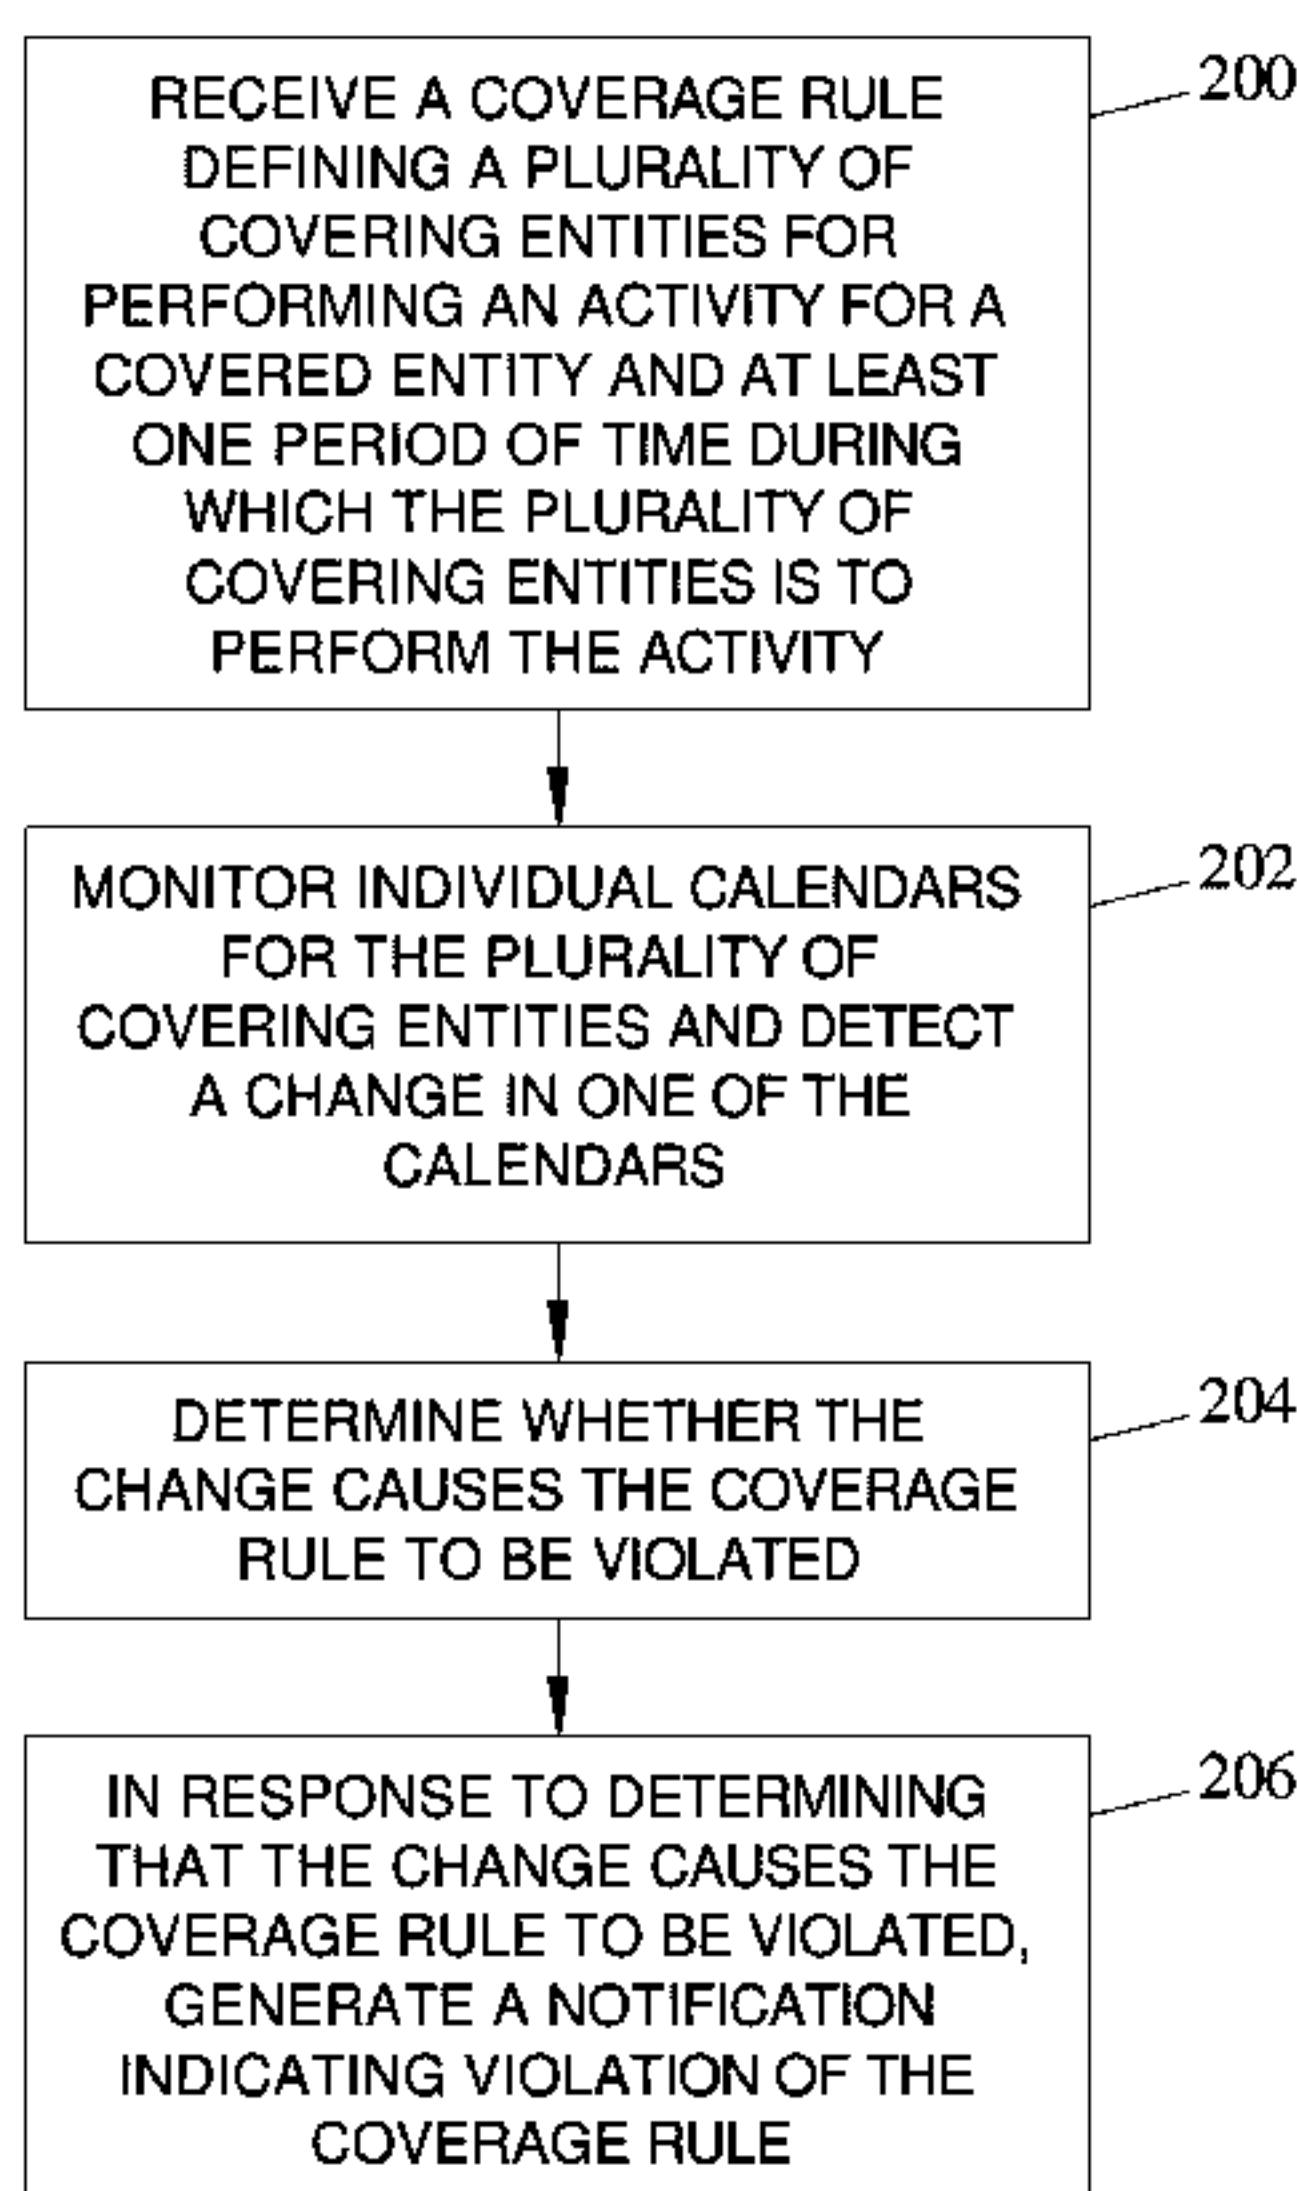 RECEIVE A COVERAGE RULE
DEFINING A PLURALITY OF
COVERING ENTITIES FOR
PERFORMING AN ACTIVITY FOR A
COVERED ENTITY AND AT LEAST
ONE PERIOD OF TIME DURING
WHICH THE PLURALITY OF
COVERING ENTITIES IS TO
PERFORM THE ACTIVITY
200
MONITOR INDIVIDUAL CALENDARS
FOR THE PLURALITY OF
COVERING ENTITIES AND DETECT
A CHANGE IN ONE OF THE
CALENDARS
202
DETERMINE WHETHER THE
CHANGE CAUSES THE COVERAGE
RULE TO BE VIOLATED
204
IN RESPONSE TO DETERMINING
THAT THE CHANGE CAUSES THE
COVERAGE RULE TO BE VIOLATED,
GENERATE A NOTIFICATION
INDICATING VIOLATION OF THE
COVERAGE RULE
206